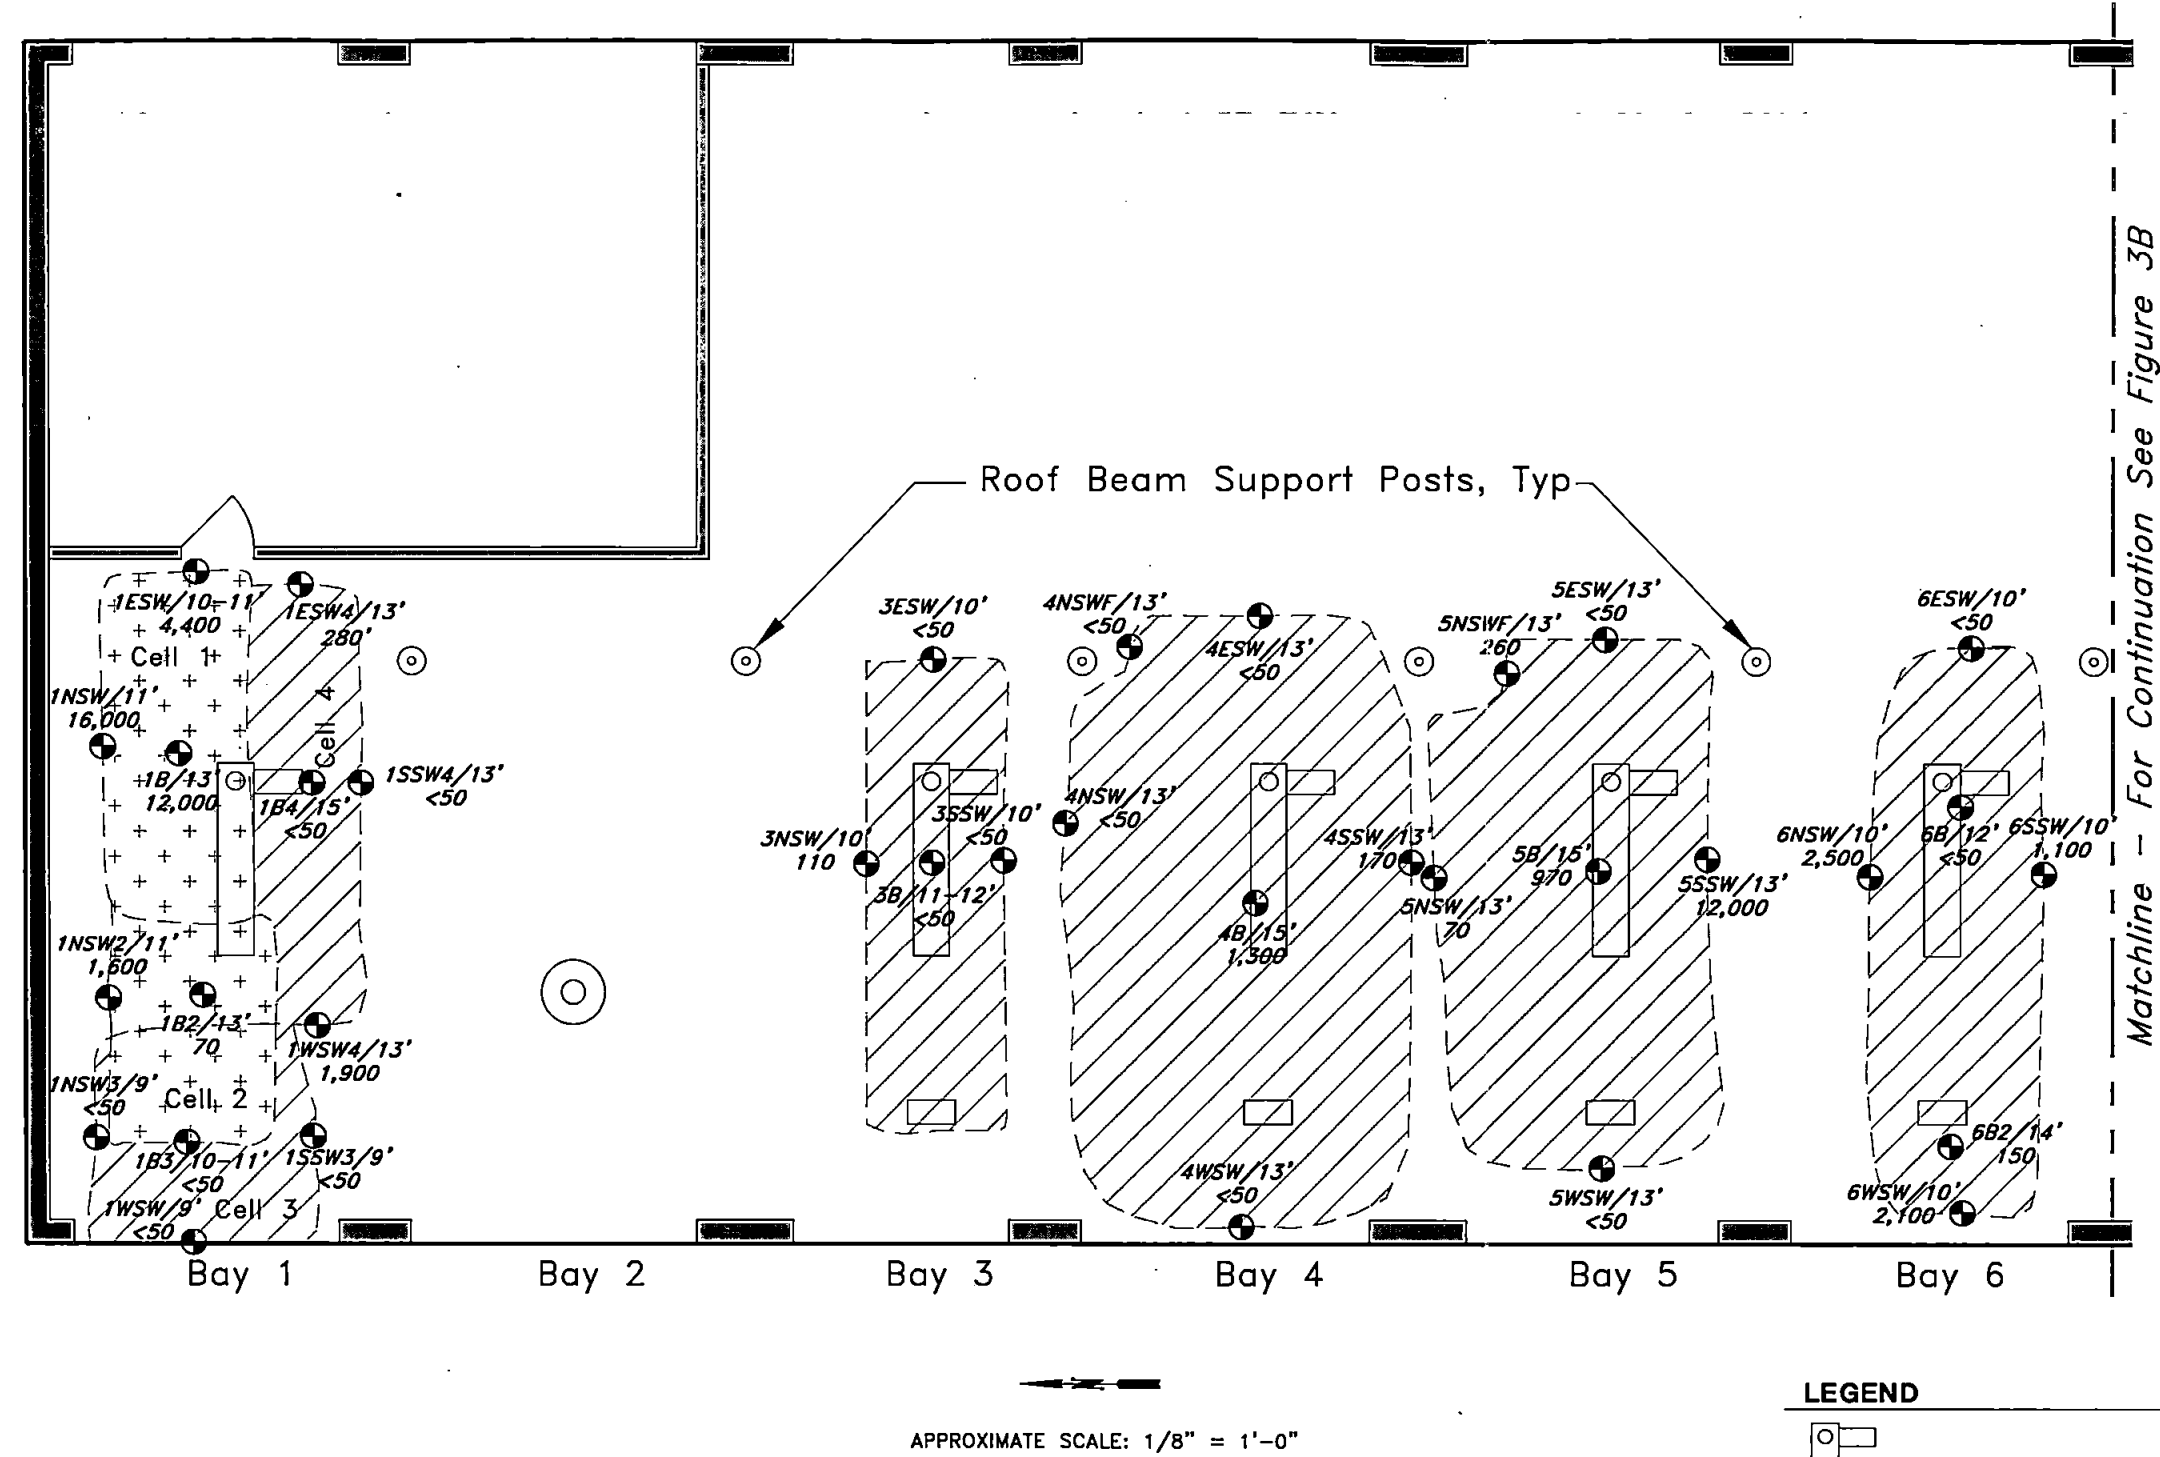 Roof Beam Support Posts, Typ
Matchline - For Continuation See Figure 3B
1ESW/10-11'
4,400
1ESW4/13'
280'
Cell 1
Cell 4
1NSW/11'
16,000
1B/13'
12,000
1B4/15'
<50
1SSW4/13'
<50
1NSW2/11'
1,600
1B2/13'
70
1WSW4/13'
1,900
1NSW3/9'
<50
Cell 2
1B3/10-11'
<50
1SSW3/9'
<50
1WSW/9'
<50
Cell 3
3ESW/10'
<50
3NSW/10'
110
3SSW/10'
<50
3B/11-12'
<50
4NSWF/13'
<50
4ESW/13'
<50
4NSW/13'
<50
4SSW/13'
170
4B/15'
1,300
4WSW/13'
<50
5NSWF/13'
260
5ESW/13'
<50
5B/15'
970
5NSW/13'
70
5SSW/13'
12,000
5WSW/13'
<50
6ESW/10'
<50
6NSW/10'
2,500
6B/12'
<50
6SSW/10'
1,100
6B2/14'
150
6WSW/10'
2,100
Bay 1
Bay 2
Bay 3
Bay 4
Bay 5
Bay 6
APPROXIMATE SCALE: 1/8" = 1'-0"
LEGEND